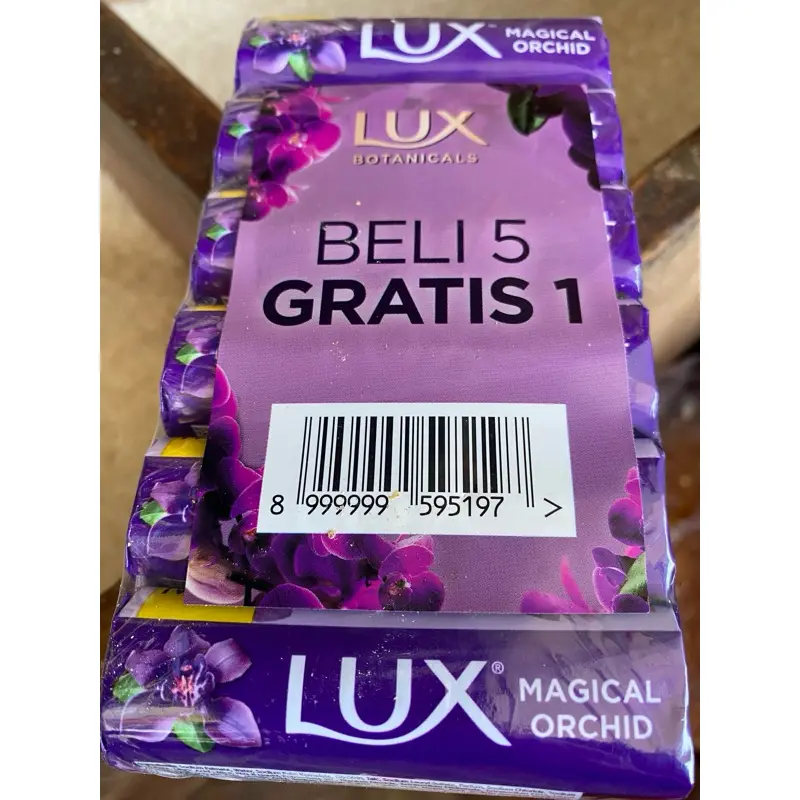 LUX MAGICAL
ORCHID
LUX
BOTANICALS
BELI 5
GRATIS 1
8 999999 595197 >
LUX® MAGICAL
ORCHID